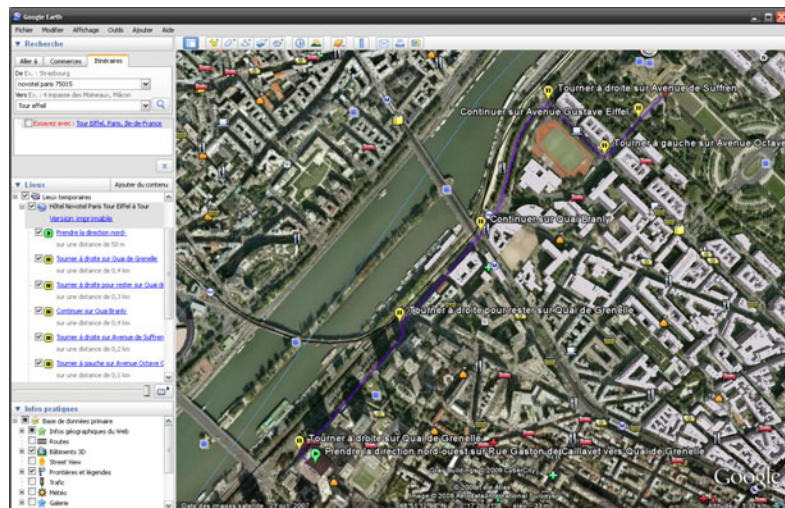 Google Earth
Fichier Modifier Affichage Outils Ajouter Aide
Recherche
Aller à Commerces Itinéraires
De Ex. : Strasbourg
novotel paris 75015
Vers Ex. : 4 impasse des Moineaux, Mâcon
Tour effeil
Essayez avec : Tour Eiffel, Paris, Ile-de-France
Lieux
Ajouter du contenu
Lieux temporaires
Hôtel Novotel Paris Tour Eiffel à Tour
Version imprimable
Prendre la direction nord-
sur une distance de 50 m
Tourner à droite sur Quai de Grenelle
sur une distance de 0,4 km
Tourner à droite pour rester sur Quai de
sur une distance de 0,3 km
Continuer sur Quai Branly
sur une distance de 0,4 km
Tourner à droite sur Avenue de Suffren
sur une distance de 0,2 km
Tourner à gauche sur Avenue Octave G
sur une distance de 0,1 km
Infos pratiques
Base de données primaire
Infos géographiques du Web
Routes
Bâtiments 3D
Street View
Frontières et légendes
Trafic
Météo
Galerie
Tourner à droite sur Avenue de Suffren
Continuer sur Avenue Gustave Eiffel
Tourner à gauche sur Avenue Octave
Continuer sur Quai Branly
Tourner à droite pour rester sur Quai de Grenelle
Tourner à droite sur Quai de Grenelle
Prendre la direction nord-ouest sur Rue Gaston de Caillavet vers Quai de Grenelle
Gray Buildings © 2008 CyberCity
Google